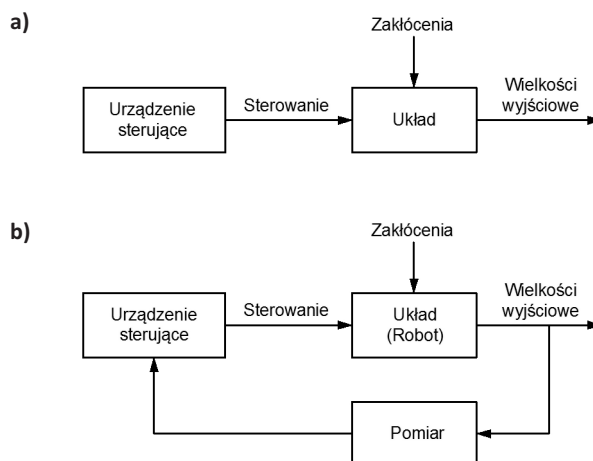 a)
Zakłócenia
Urządzenie
sterujące
Sterowanie
Układ
Wielkości
wyjściowe
b)
Zakłócenia
Urządzenie
sterujące
Sterowanie
Układ
(Robot)
Wielkości
wyjściowe
Pomiar